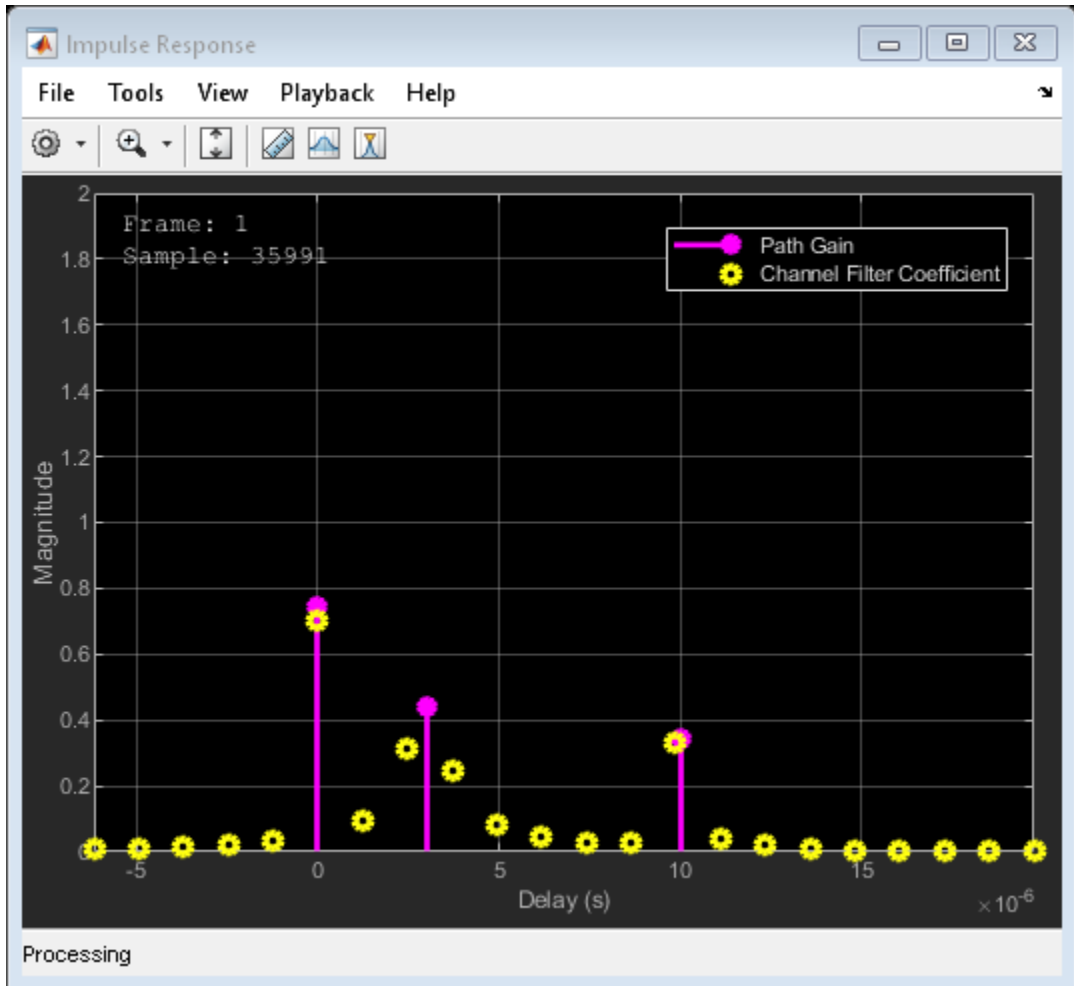 Impulse Response
File Tools View Playback Help
Frame: 1
Sample: 35991
Path Gain
Channel Filter Coefficient
2
1.8
1.6
1.4
1.2
1
0.8
0.6
0.4
0.2
0
Magnitude
-5 0 5 10 15
Delay (s)
×10-6
Processing